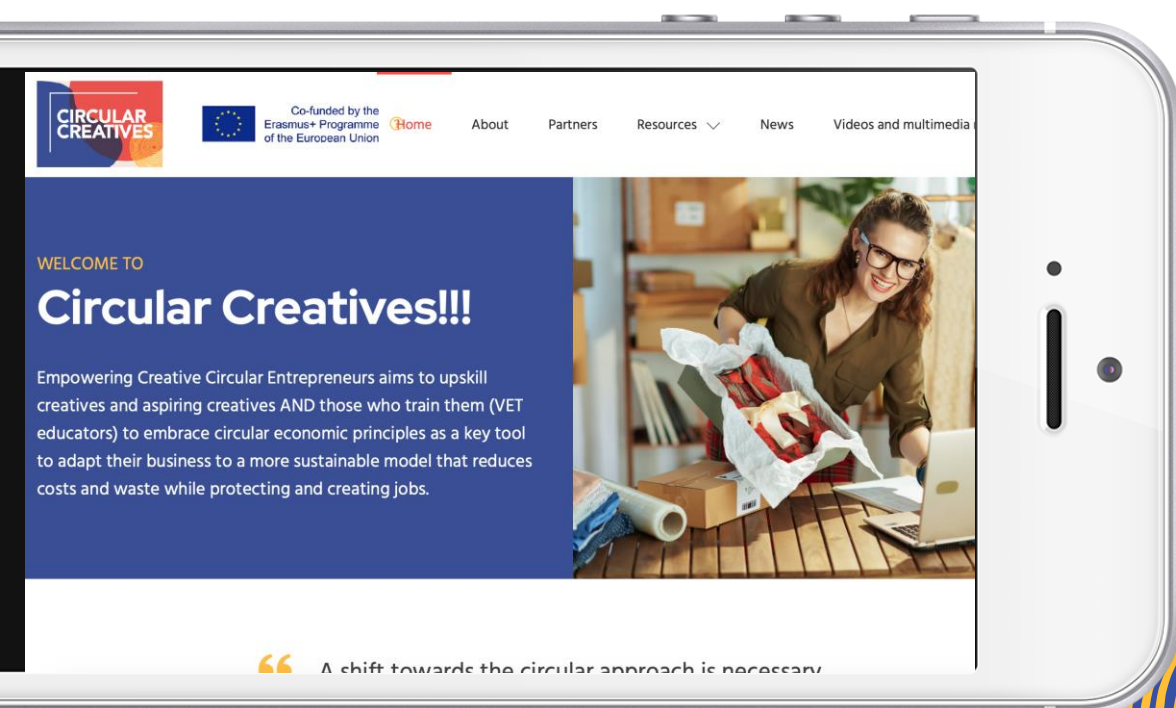 CIRCULAR
CREATIVES
Co-funded by the
Erasmus+ Programme
of the European Union
Home
About
Partners
Resources
News
Videos and multimedia
WELCOME TO
Circular Creatives!!!
Empowering Creative Circular Entrepreneurs aims to upskill
creatives and aspiring creatives AND those who train them (VET
educators) to embrace circular economic principles as a key tool
to adapt their business to a more sustainable model that reduces
costs and waste while protecting and creating jobs.
“ A shift towards the circular approach is necessary